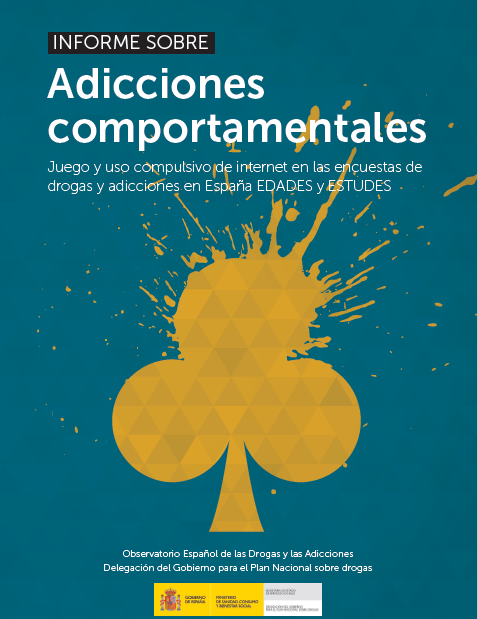 INFORME SOBRE
Adicciones
comportamentales
Juego y uso compulsivo de internet en las encuestas de
drogas y adicciones en España EDADES y ESTUDES
Observatorio Español de las Drogas y las Adicciones
Delegación del Gobierno para el Plan Nacional sobre drogas
GOBIERNO
DE ESPAÑA
MINISTERIO
DE SANIDAD, CONSUMO
Y BIENESTAR SOCIAL